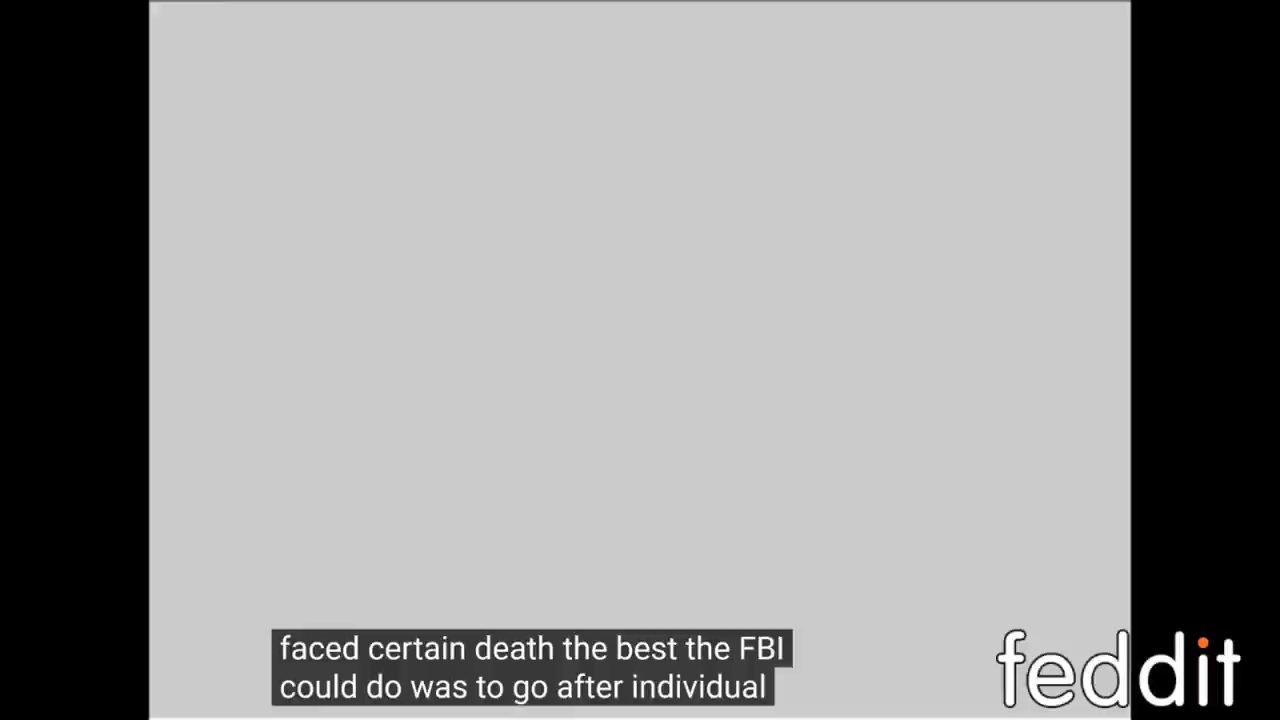 faced certain death the best the FBI
could do was to go after individual
feddit